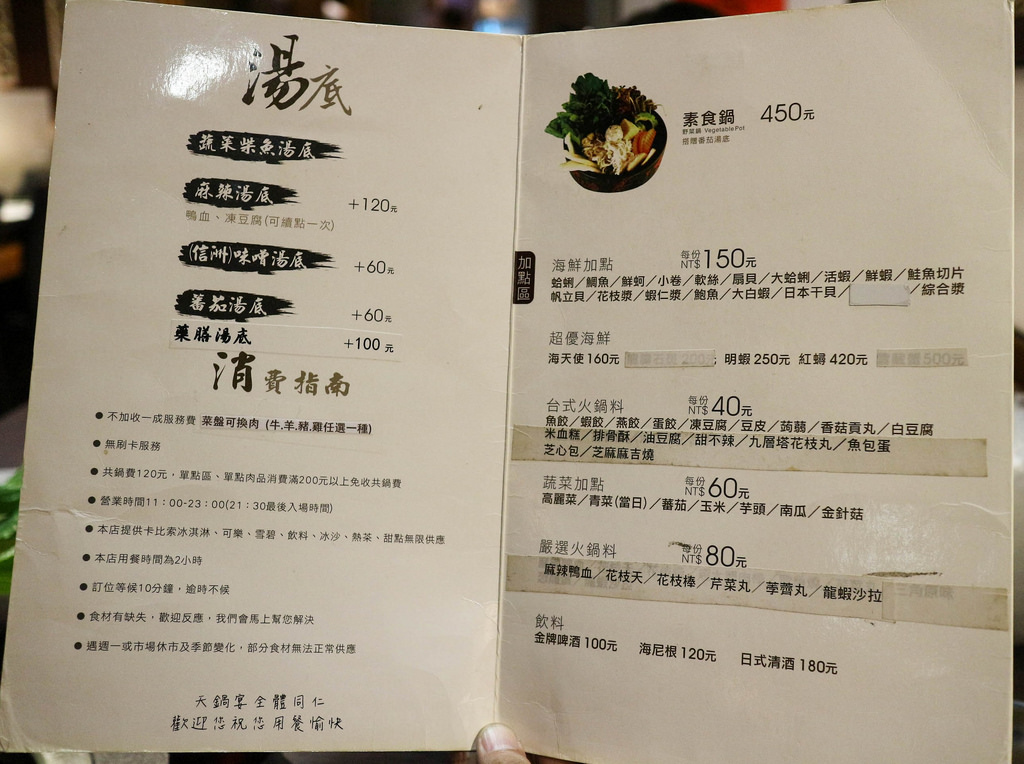 湯底
蔬菜柴魚湯底
麻辣湯底 +120元
鴨血、凍豆腐(可續點一次)
(信洲)味噌湯底 +60元
蕃茄湯底 +60元
藥膳湯底 +100元
消費指南
●不加收一成服務費 菜盤可換肉 (牛.羊.豬.雞任選一種)
●無刷卡服務
●共鍋費120元，單點區、單點肉品消費滿200元以上免收共鍋費
●營業時間11：00-23：00(21：30最後入場時間)
●本店提供卡比索冰淇淋、可樂、雪碧、飲料、冰沙、熱茶、甜點無限供應
●本店用餐時間為2小時
●訂位等候10分鐘，逾時不候
●食材有缺失，歡迎反應，我們會馬上幫您解決
●遇週一或市場休市及季節變化，部分食材無法正常供應
天鍋宴全體同仁
歡迎您祝您用餐愉快
素食鍋 450元
野菜鍋 Vegetable Pot
搭贈番茄湯底
加點區
海鮮加點 每份NT$150元
蛤蜊／鯛魚／鮮蚵／小卷／軟絲／扇貝／大蛤蜊／活蝦／鮮蝦／鮭魚切片
帆立貝／花枝漿／蝦仁漿／鮑魚／大白蝦／日本干貝／ ／綜合漿
超優海鮮
海天使160元 明蝦250元 紅蟳420元
台式火鍋料 每份NT$40元
魚餃／蝦餃／燕餃／蛋餃／凍豆腐／豆皮／蒟蒻／香菇貢丸／白豆腐
米血糕／排骨酥／油豆腐／甜不辣／九層塔花枝丸／魚包蛋
芝心包／芝麻麻吉燒
蔬菜加點 每份NT$60元
高麗菜／青菜(當日)／蕃茄／玉米／芋頭／南瓜／金針菇
嚴選火鍋料 每份NT$80元
麻辣鴨血／花枝天／花枝棒／芹菜丸／荸薺丸／龍蝦沙拉
飲料
金牌啤酒100元 海尼根120元 日式清酒180元